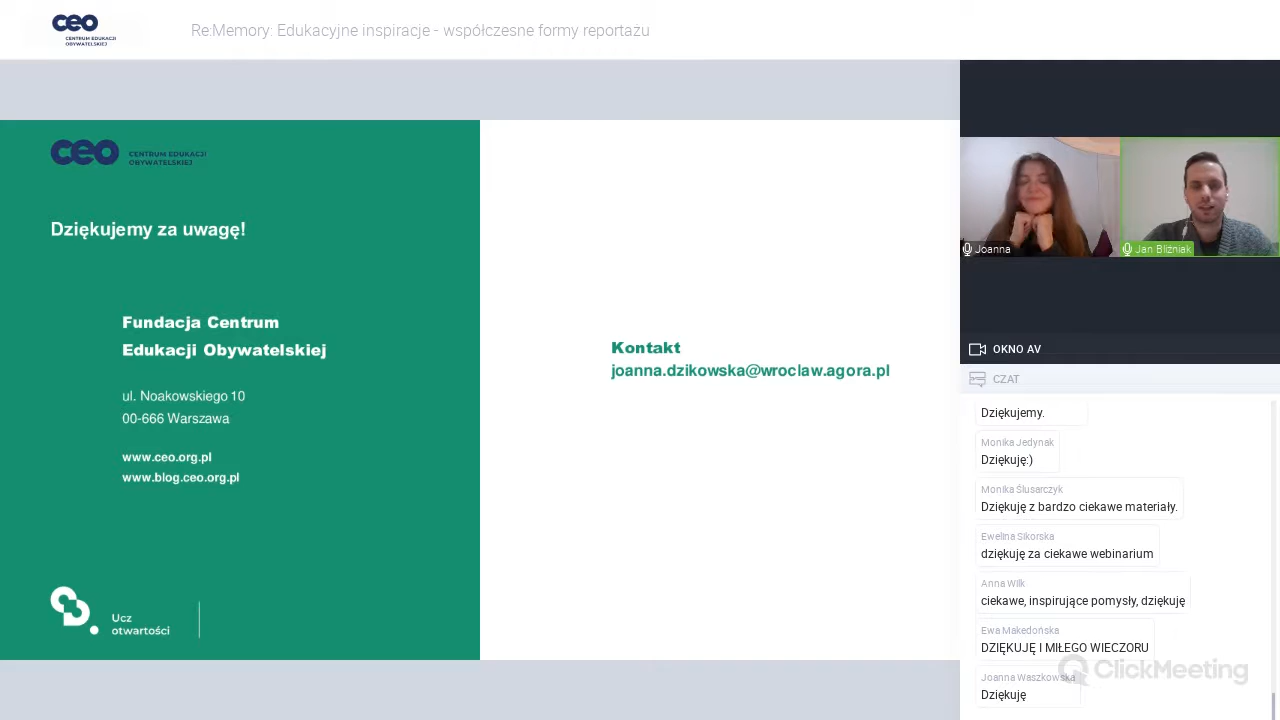 ceo
CENTRUM EDUKACJI
OBYWATELSKIEJ
Re:Memory: Edukacyjne inspiracje - współczesne formy reportażu
ceo
CENTRUM EDUKACJI
OBYWATELSKIEJ
Dziękujemy za uwagę!
Fundacja Centrum
Edukacji Obywatelskiej
ul. Noakowskiego 10
00-666 Warszawa
www.ceo.org.pl
www.blog.ceo.org.pl
Ucz
otwartości
Kontakt
joanna.dzikowska@wroclaw.agora.pl
Joanna
Jan Bliźniak
OKNO AV
CZAT
Dziękujemy.
Monika Jedynak
Dziękuję:)
Monika Ślusarczyk
Dziękuję z bardzo ciekawe materiały.
Ewelina Sikorska
dziękuję za ciekawe webinarium
Anna Wilk
ciekawe, inspirujące pomysły, dziękuję
Ewa Makedońska
DZIĘKUJĘ I MIŁEGO WIECZORU
Joanna Waszkowska
Dziękuję
ClickMeeting